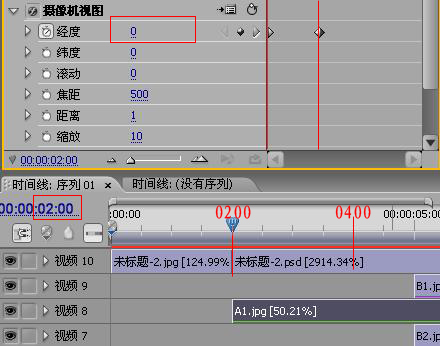 摄像机视图
经度 0
纬度 0
滚动 0
焦距 500
距离 1
缩放 10
00:00:02:00
时间线: 序列 01 × 时间线: (没有序列)
00:00:02:00 :00:00 0200 0400 00:00:05:00
视频 10 未标题-2.jpg [124.99% 未标题-2.psd [2914.34%]
视频 9 B1.jp
视频 8 A1.jpg [50.21%]
视频 7 B2.jp